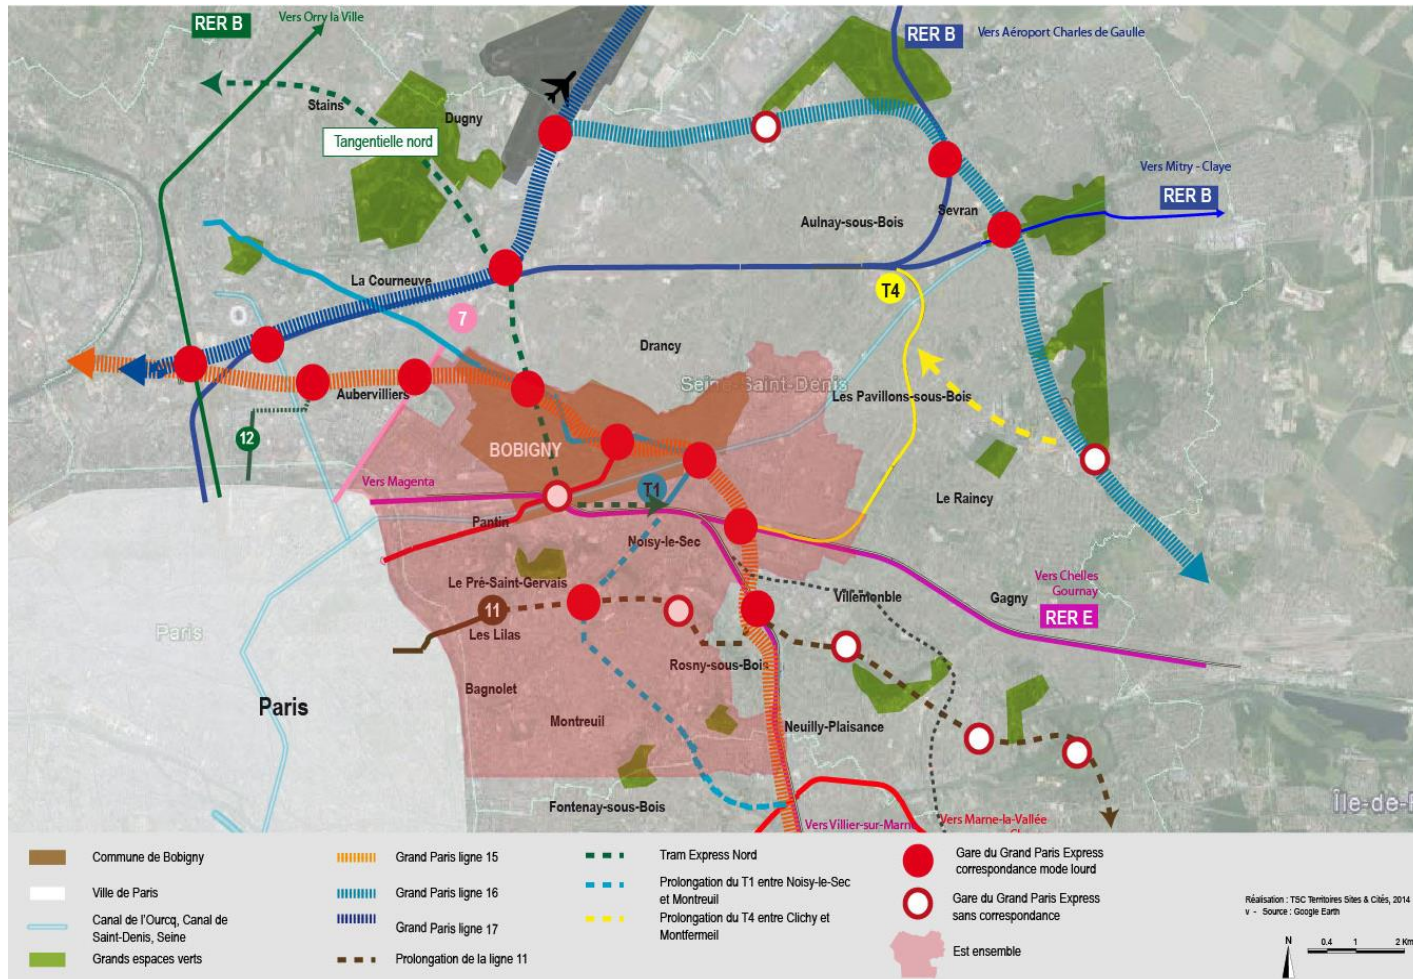 RER B
Vers Orry la Ville
RER B
Vers Aéroport Charles de Gaulle
Stains
Dugny
Tangentielle nord
Vers Mitry - Claye
RER B
Aulnay-sous-Bois
Sevran
La Courneuve
T4
7
Drancy
Seine-Saint-Denis
Aubervilliers
Les Pavillons-sous-Bois
12
BOBIGNY
Vers Magenta
T1
Le Raincy
Pantin
Noisy-le-Sec
Le Pré-Saint-Gervais
Villemonble
Gagny
Vers Chelles
Gournay
RER E
11
Les Lilas
Paris
Rosny-sous-Bois
Bagnolet
Paris
Montreuil
Neuilly-Plaisance
Fontenay-sous-Bois
Vers Villier-sur-Marne
Vers Marne-la-Vallée
Commune de Bobigny
Ville de Paris
Canal de l'Ourcq, Canal de
Saint-Denis, Seine
Grands espaces verts
Grand Paris ligne 15
Grand Paris ligne 16
Grand Paris ligne 17
Prolongation de la ligne 11
Tram Express Nord
Prolongation du T1 entre Noisy-le-Sec
et Montreuil
Prolongation du T4 entre Clichy et
Montfermeil
Gare du Grand Paris Express
correspondance mode lourd
Gare du Grand Paris Express
sans correspondance
Est ensemble
Réalisation : TSC Territoires Sites & Cités, 2014
v - Source : Google Earth
N
0.4 1 2 Km